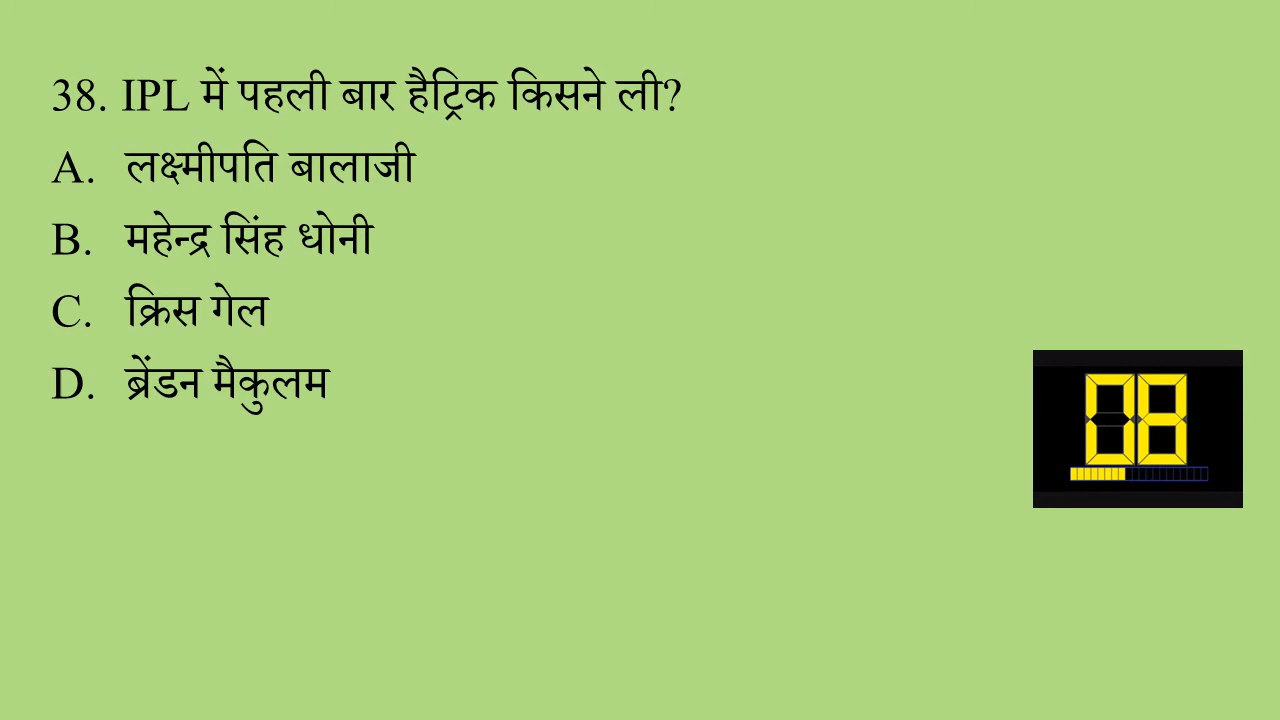 38. IPL में पहली बार हैट्रिक किसने ली?
A. लक्ष्मीपति बालाजी
B. महेन्द्र सिंह धोनी
C. क्रिस गेल
D. ब्रेंडन मैकुलम
08